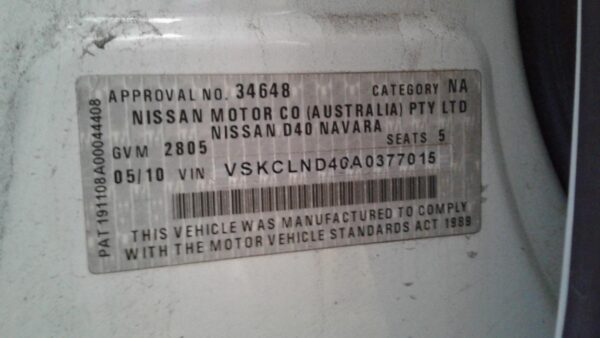 APPROVAL NO. 34648 CATEGORY NA
NISSAN MOTOR CO (AUSTRALIA) PTY LTD
NISSAN D40 NAVARA
GVM 2805 SEATS 5
05/10 VIN VSKCLND40A0377015
THIS VEHICLE WAS MANUFACTURED TO COMPLY
WITH THE MOTOR VEHICLE STANDARDS ACT 1989
PAT 191108A00044408